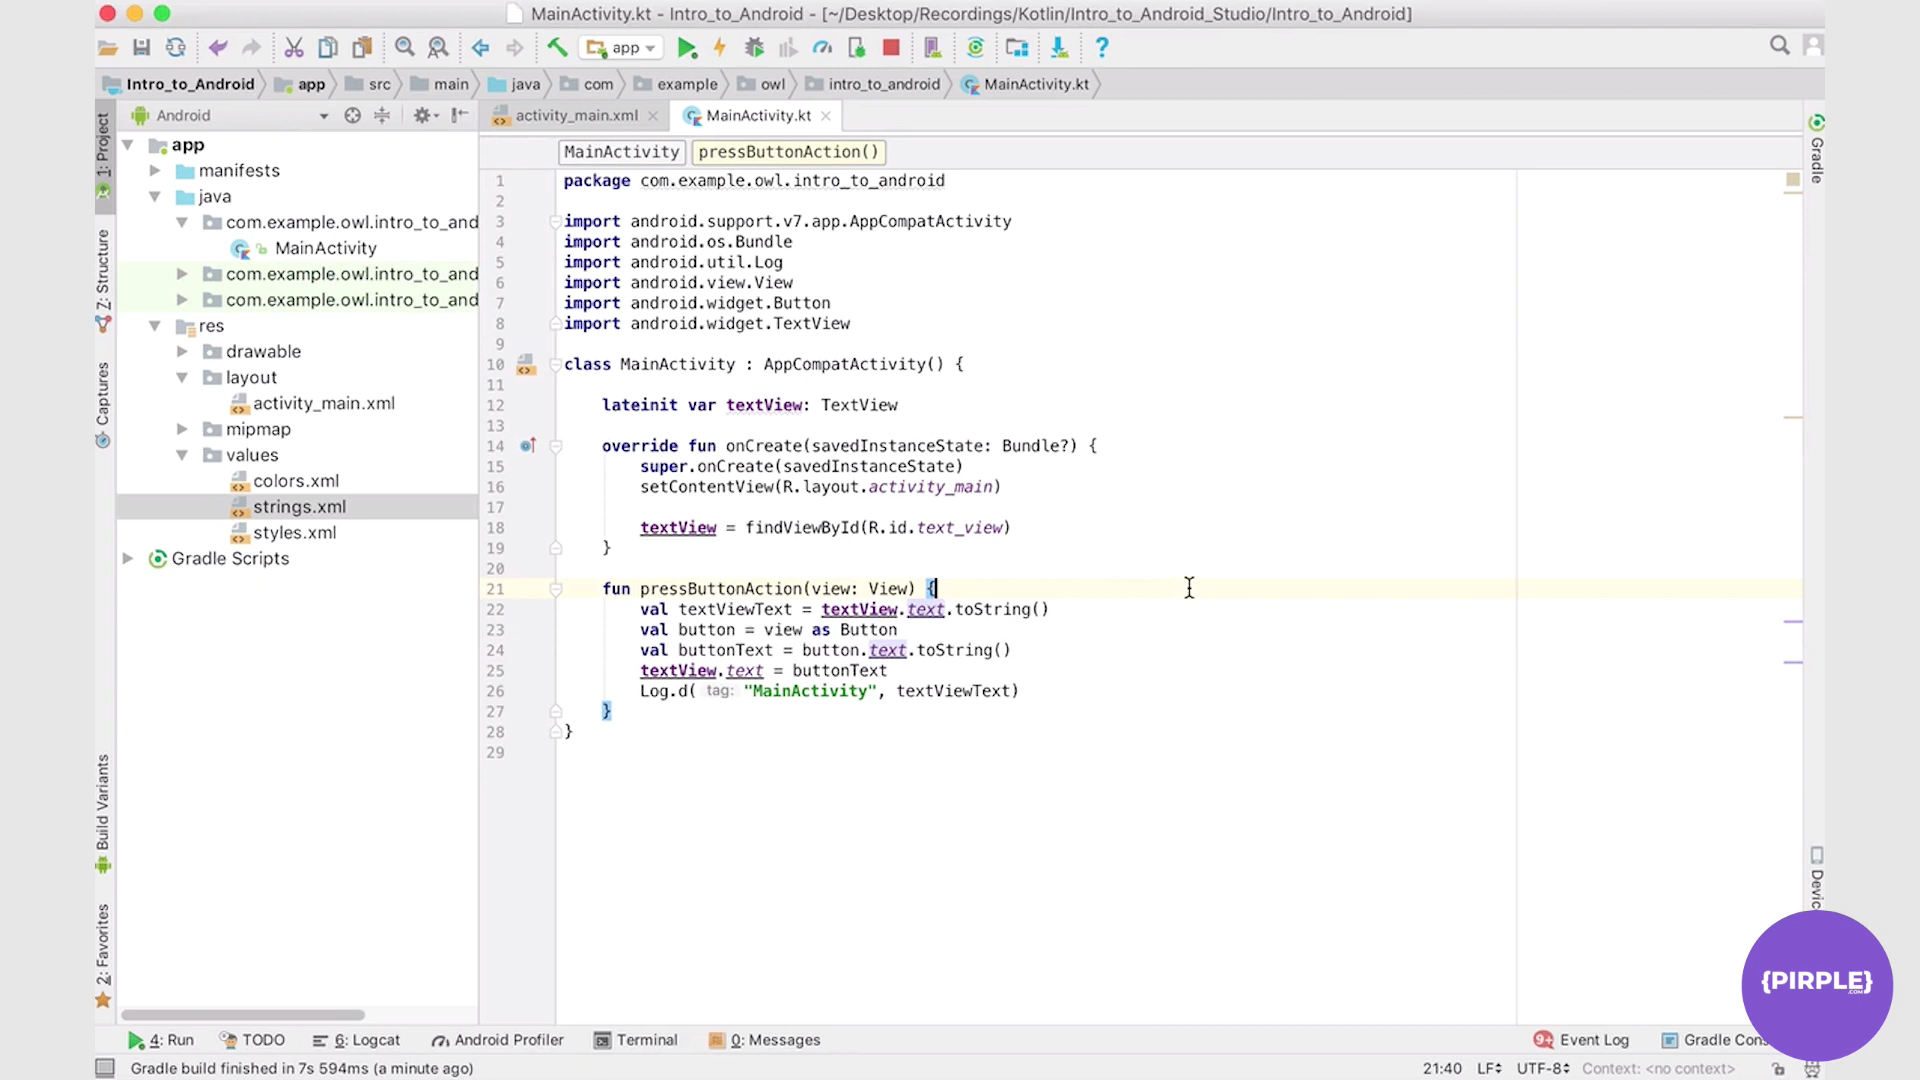 MainActivity.kt - Intro_to_Android - [~/Desktop/Recordings/Kotlin/Intro_to_Android_Studio/Intro_to_Android]
app
Intro_to_Android app src main java com example owl intro_to_android MainActivity.kt
Android
activity_main.xml MainActivity.kt
MainActivity pressButtonAction()
1: Project
Z: Structure
Captures
Build Variants
2: Favorites
app
manifests
java
com.example.owl.intro_to_and
MainActivity
com.example.owl.intro_to_and
com.example.owl.intro_to_and
res
drawable
layout
activity_main.xml
mipmap
values
colors.xml
strings.xml
styles.xml
Gradle Scripts
1 package com.example.owl.intro_to_android
2
3 import android.support.v7.app.AppCompatActivity
4 import android.os.Bundle
5 import android.util.Log
6 import android.view.View
7 import android.widget.Button
8 import android.widget.TextView
9
10 class MainActivity : AppCompatActivity() {
11
12 lateinit var textView: TextView
13
14 override fun onCreate(savedInstanceState: Bundle?) {
15 super.onCreate(savedInstanceState)
16 setContentView(R.layout.activity_main)
17
18 textView = findViewById(R.id.text_view)
19 }
20
21 fun pressButtonAction(view: View) {
22 val textViewText = textView.text.toString()
23 val button = view as Button
24 val buttonText = button.text.toString()
25 textView.text = buttonText
26 Log.d( tag: "MainActivity", textViewText)
27 }
28 }
29
Gradle
Devic
{PIRPLE}
.COM
4: Run TODO 6: Logcat Android Profiler Terminal 0: Messages 9+ Event Log Gradle Cons
Gradle build finished in 7s 594ms (a minute ago) 21:40 LF UTF-8 Context: <no context>